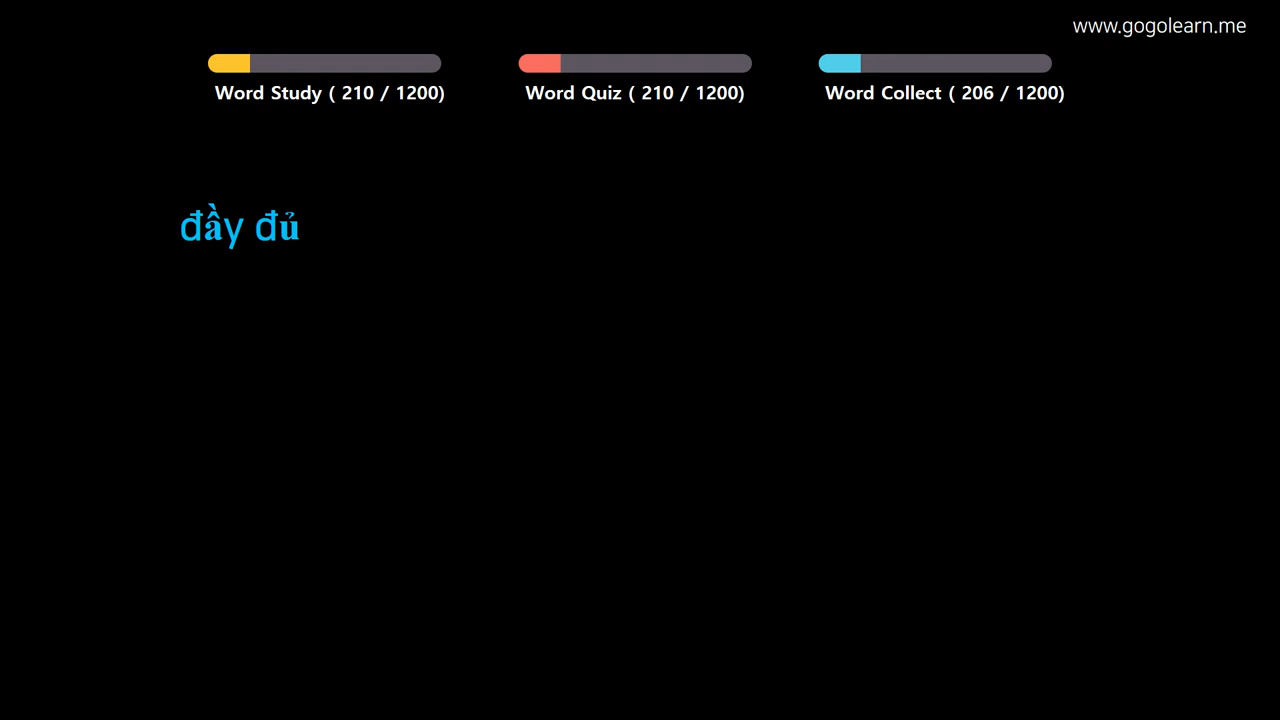 www.gogolearn.me
Word Study ( 210 / 1200)
Word Quiz ( 210 / 1200)
Word Collect ( 206 / 1200)
đầy đủ